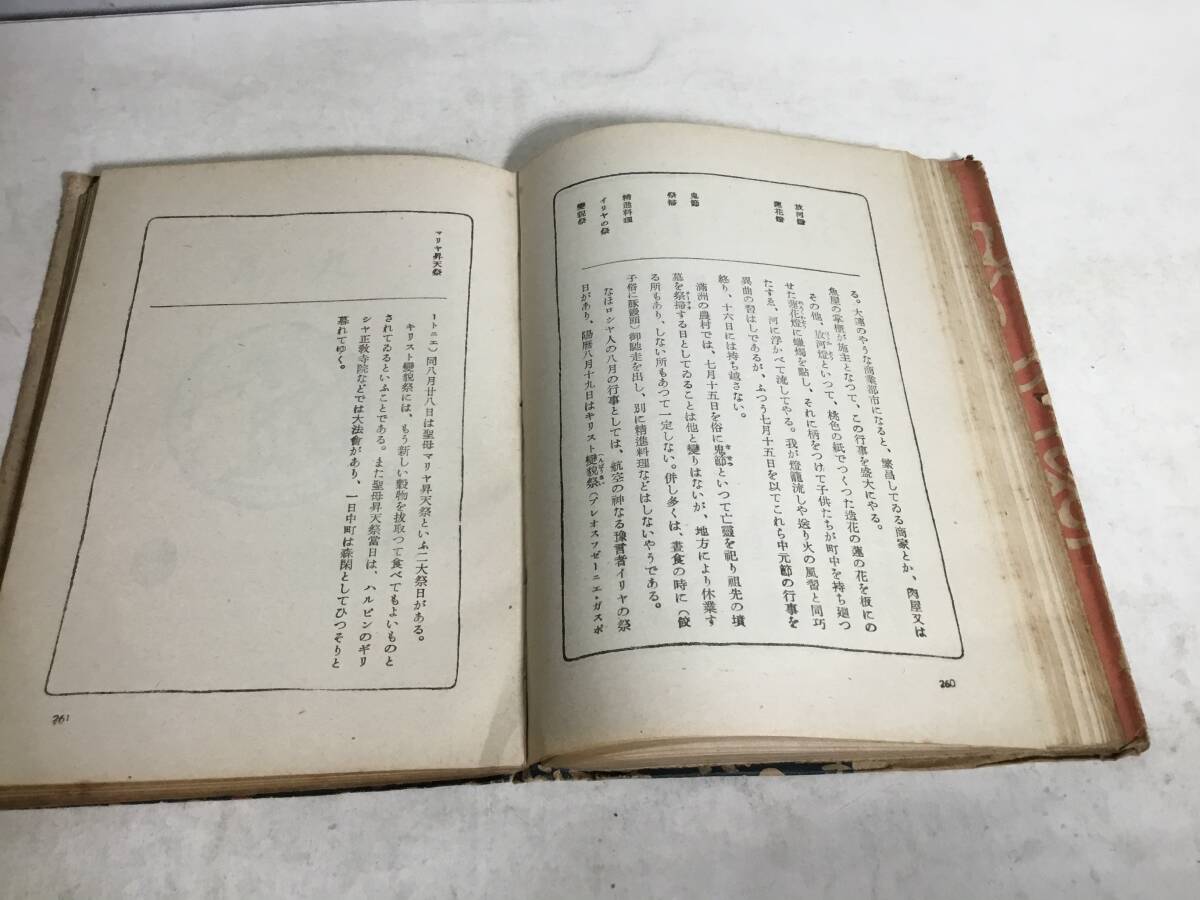 放河燈
蓮花燈
鬼節
祭掃
精進料理
イリヤの祭
變貌祭
る。大連のやうな商業都市になると、繁昌してゐる商家とか、肉屋又は
魚屋の掌櫃が施主となつて、この行事を盛大にやる。
その他、放河燈といつて、桃色の紙でつくつた造花の蓮の花を板にの
せた蓮花燈に蠟燭を點し、それに柄をつけて子供たちが町中を持ち廻つ
たすゑ、河に浮かべて流してやる。我が燈籠流しや送り火の風習と同巧
異曲の習はしであるが、ふつう七月十五日を以てこれら中元節の行事を
終り、十六日には持ち越さない。
滿洲の農村では、七月十五日を俗に鬼節といつて亡靈を祀り祖先の墳
墓を祭掃する日としてゐることは他と變りはないが、地方により休業す
る所もあり、しない所もあつて一定しない。併し多くは、晝食の時に（餃
子俗に豚饅頭）御馳走を出し、別に精進料理などはしないやうである。
なほロシヤ人の八月の行事としては、航空の神なる豫言者イリヤの祭
日があり、陽曆八月十九日はキリスト變貌祭（プレオスブゼーニエ・ガスポ
260
マリヤ昇天祭
ートニエ）同八月廿八日は聖母マリヤ昇天祭といふ二大祭日がある。
キリスト變貌祭には、もう新しい穀物を拔取つて食べてもよいものと
されてゐるといふことである。また聖母昇天祭當日は、ハルビンのギリ
シヤ正敎寺院などでは大法會があり、一日中町は森閑としてひつそりと
暮れてゆく。
261